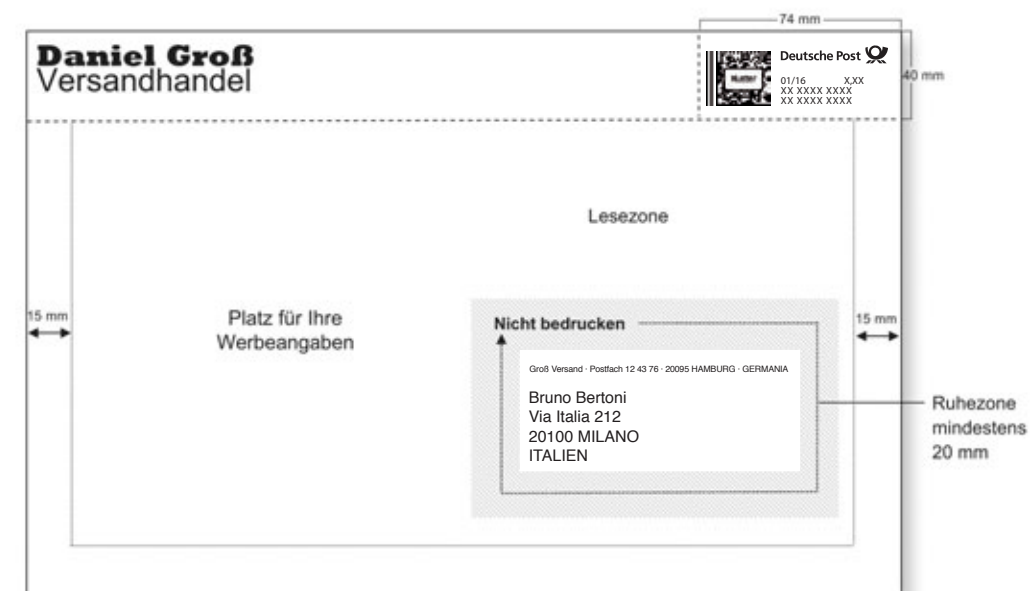 74 mm
Daniel Groß
Versandhandel
Deutsche Post
01/16 X,XX
XX XXXX XXXX
XX XXXX XXXX
40 mm
Lesezone
15 mm
Platz für Ihre
Werbeangaben
Nicht bedrucken
15 mm
Groß Versand · Postfach 12 43 76 · 20095 HAMBURG · GERMANIA
Bruno Bertoni
Via Italia 212
20100 MILANO
ITALIEN
Ruhezone
mindestens
20 mm